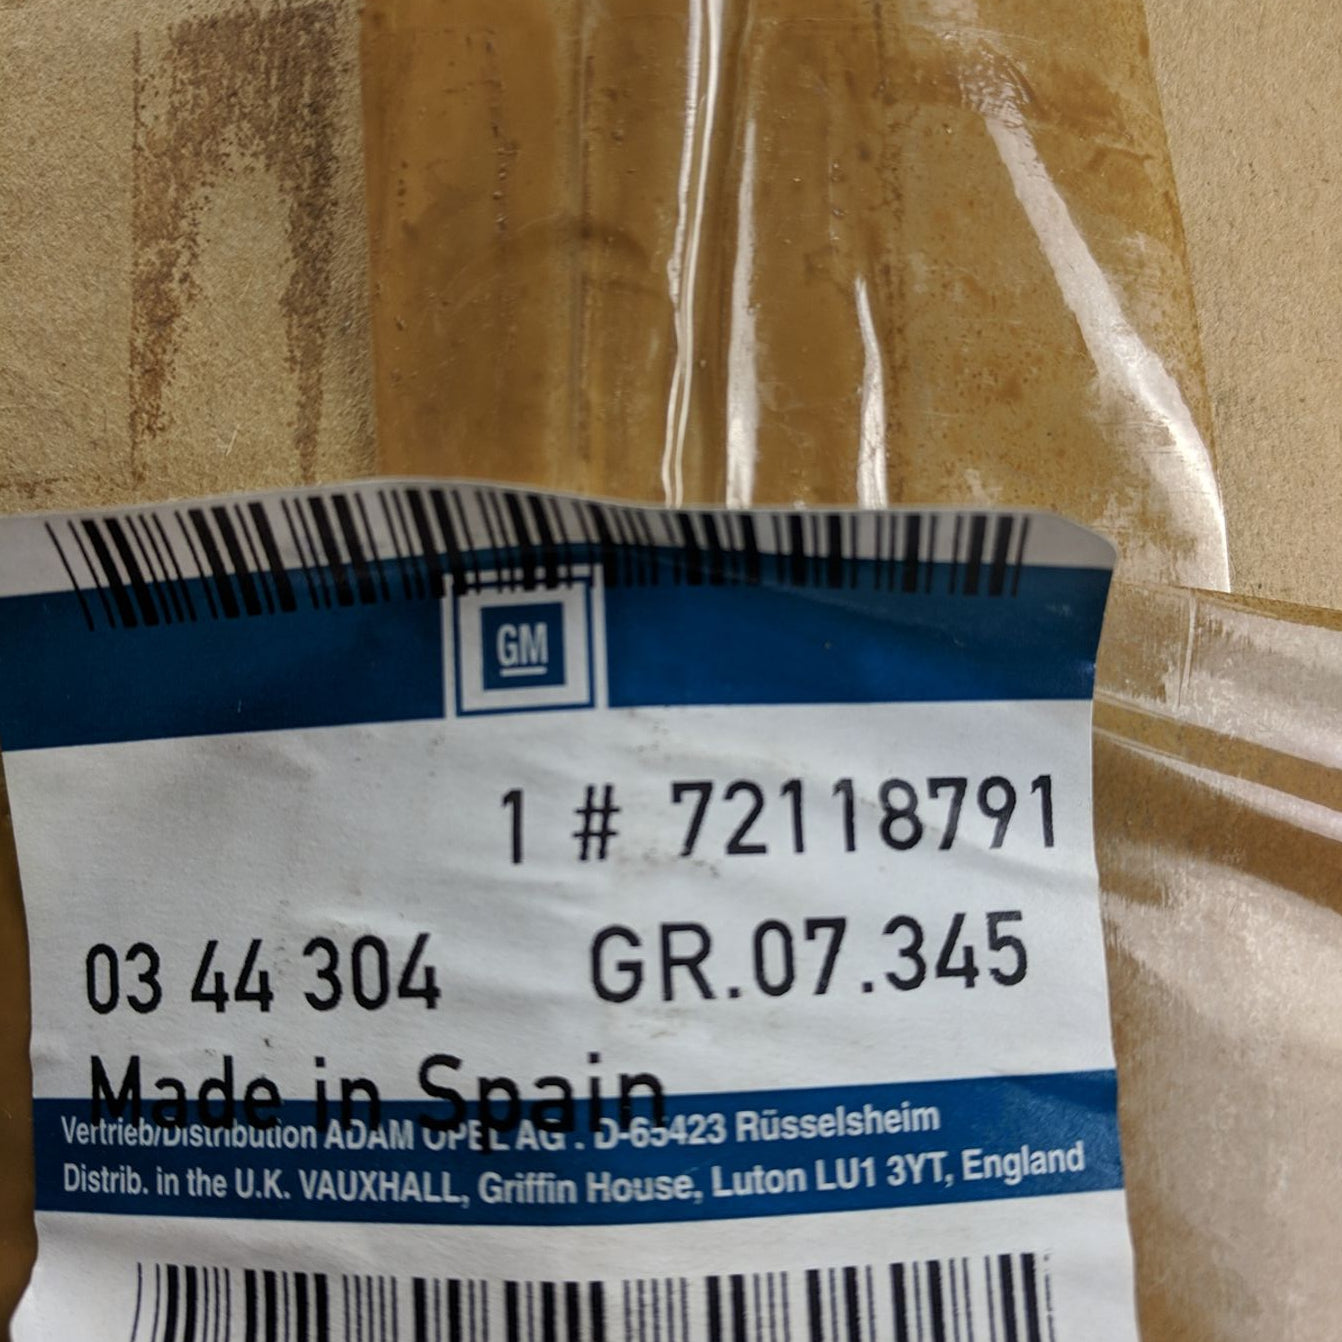 GM
1 # 72118791
03 44 304 GR.07.345
Made in Spain
Vertrieb/Distribution ADAM OPEL AG . D-65423 Rüsselsheim
Distrib. in the U.K. VAUXHALL, Griffin House, Luton LU1 3YT, England